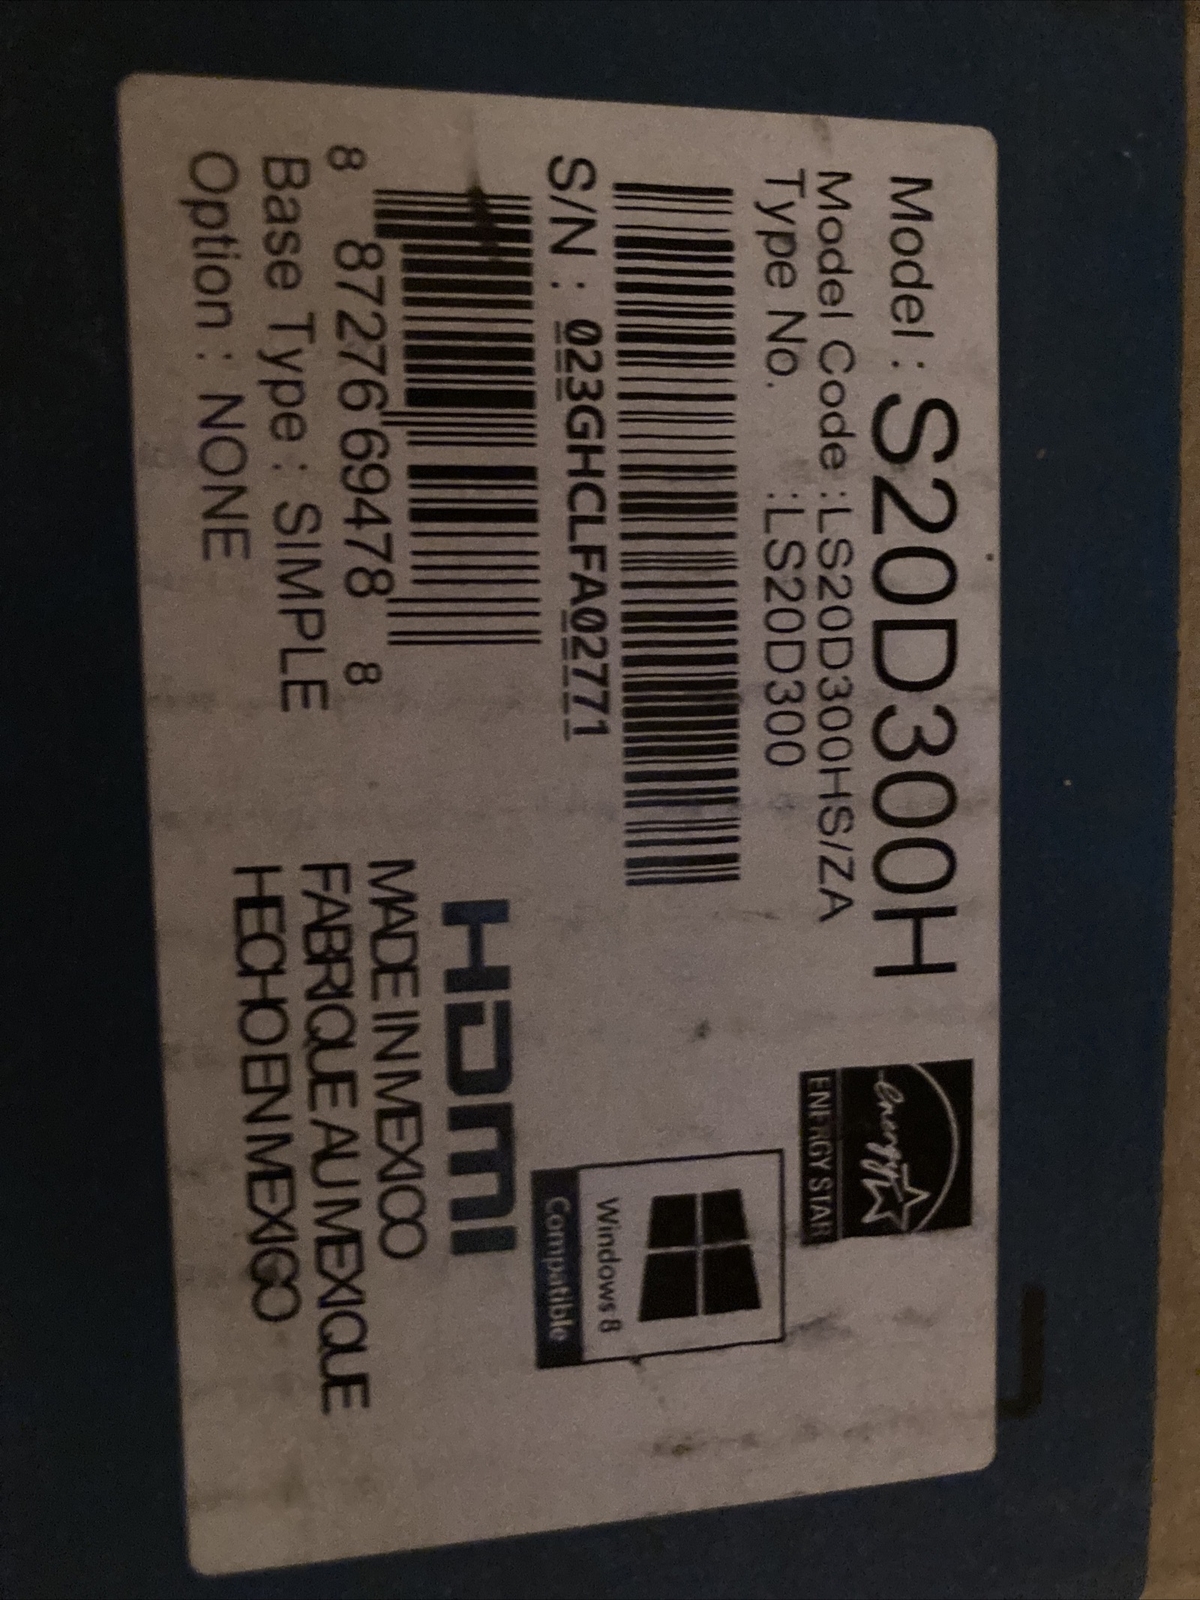 Model : S20D300H
Model Code :LS20D300HS/ZA
Type No. :LS20D300
energy
ENERGY STAR
S/N : 023GHCLFA02771
Windows 8
Compatible
8 87276 69478 8
HDMI
Base Type : SIMPLE
Option : NONE
MADE IN MEXICO
FABRIQUE AU MEXIQUE
HECHO EN MEXICO